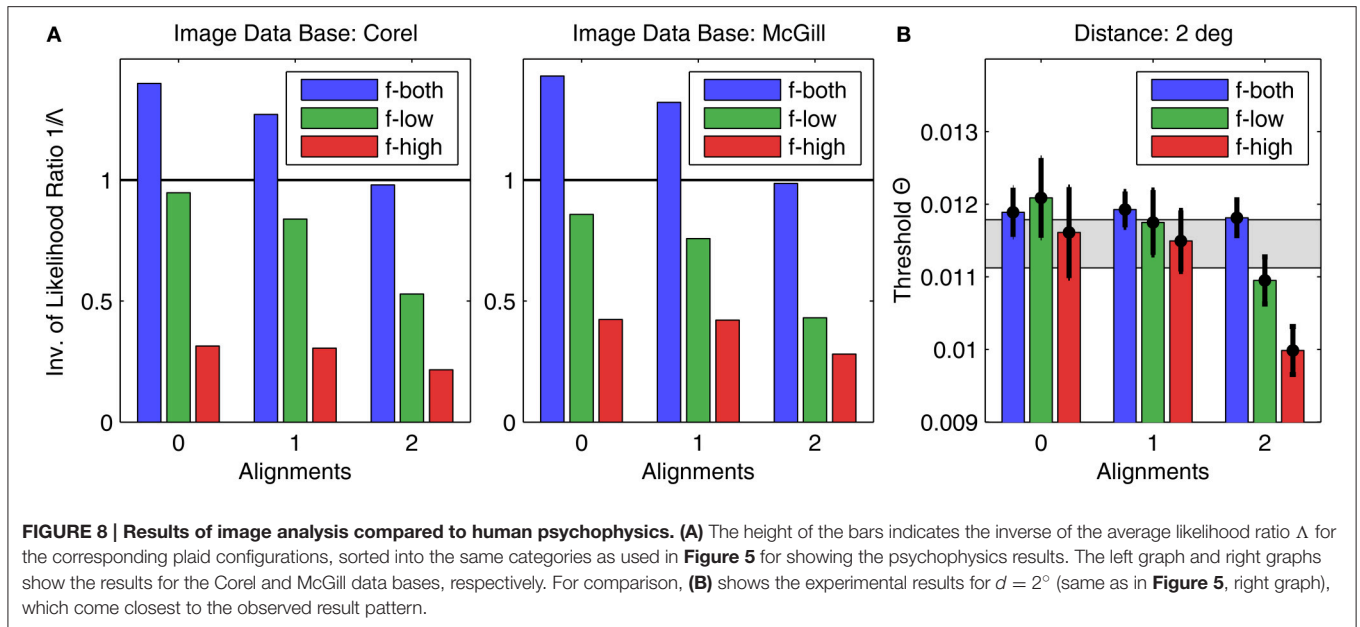 A
Image Data Base: Corel
Image Data Base: McGill
B
Distance: 2 deg
f-both
f-low
f-high
f-both
f-low
f-high
f-both
f-low
f-high
Inv. of Likelihood Ratio 1/Λ
1
0.5
0
0 1 2
Alignments
1
0.5
0
0 1 2
Alignments
Threshold Θ
0.013
0.012
0.011
0.01
0.009
0 1 2
Alignments
FIGURE 8 | Results of image analysis compared to human psychophysics. (A) The height of the bars indicates the inverse of the average likelihood ratio Λ for
the corresponding plaid configurations, sorted into the same categories as used in Figure 5 for showing the psychophysics results. The left graph and right graphs
show the results for the Corel and McGill data bases, respectively. For comparison, (B) shows the experimental results for d = 2° (same as in Figure 5, right graph),
which come closest to the observed result pattern.